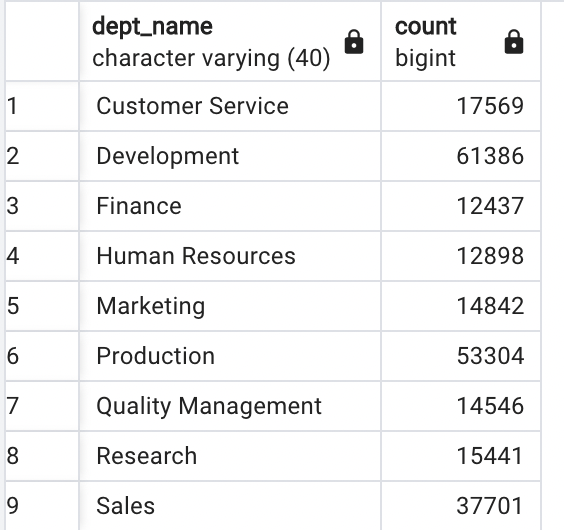 dept_name count
character varying (40) bigint
1 Customer Service 17569
2 Development 61386
3 Finance 12437
4 Human Resources 12898
5 Marketing 14842
6 Production 53304
7 Quality Management 14546
8 Research 15441
9 Sales 37701